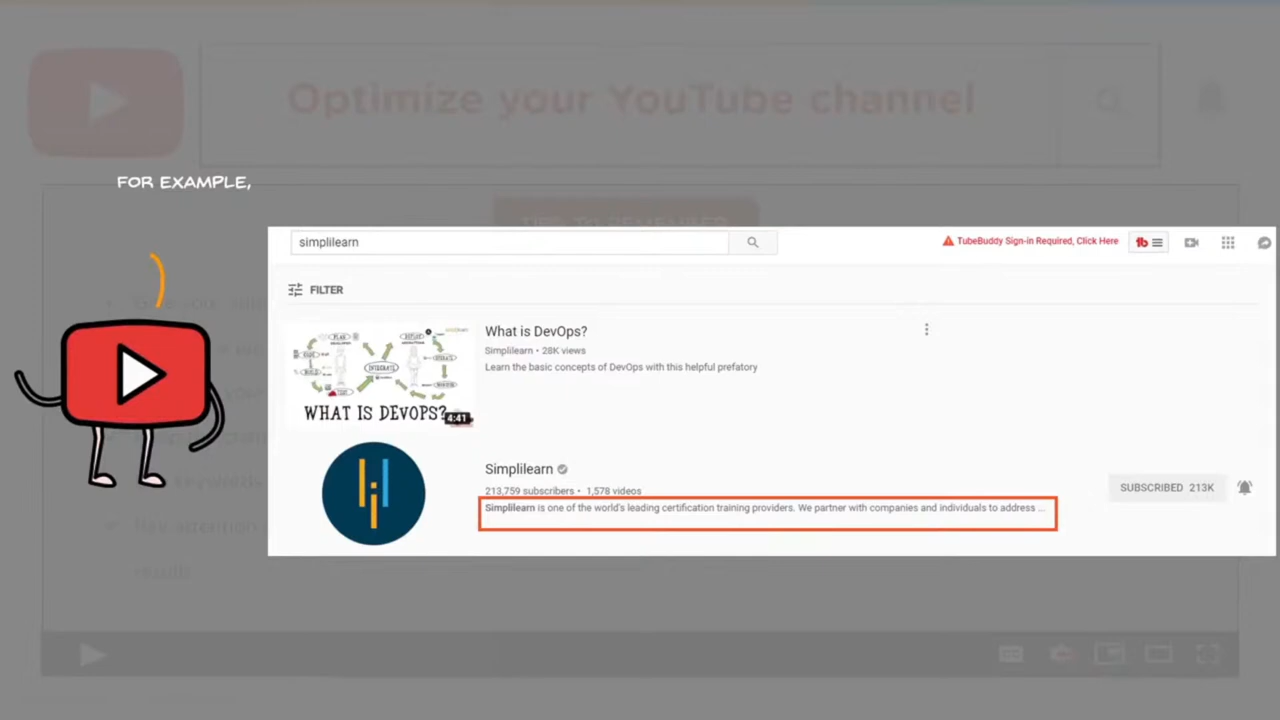 Optimize your YouTube channel
FOR EXAMPLE,
simplilearn
TubeBuddy Sign-in Required, Click Here
FILTER
What is DevOps?
Simplilearn • 28K views
Learn the basic concepts of DevOps with this helpful prefatory
WHAT IS DEVOPS?
4:41
Simplilearn
213,759 subscribers • 1,578 videos
SUBSCRIBED 213K
Simplilearn is one of the world's leading certification training providers. We partner with companies and individuals to address ...